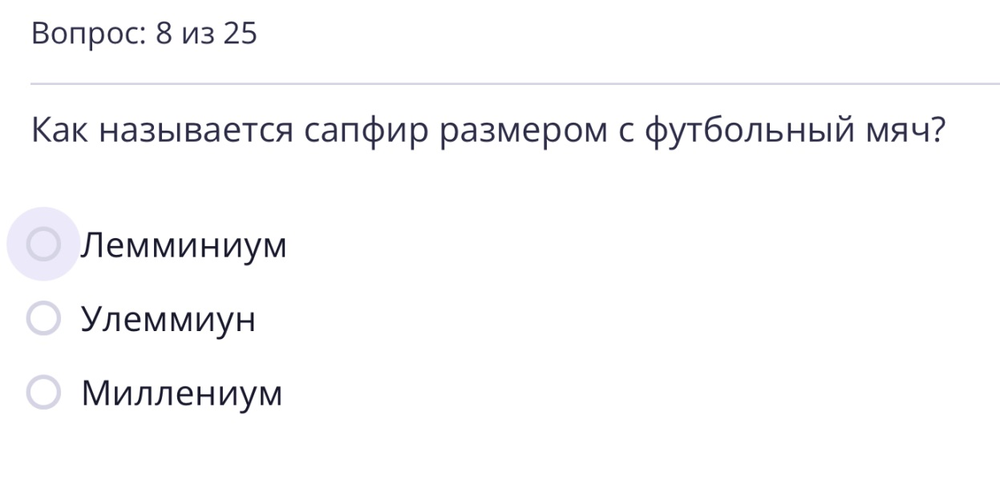 Вопрос: 8 из 25
Как называется сапфир размером с футбольный мяч?
Лемминиум
Улеммиун
Миллениум